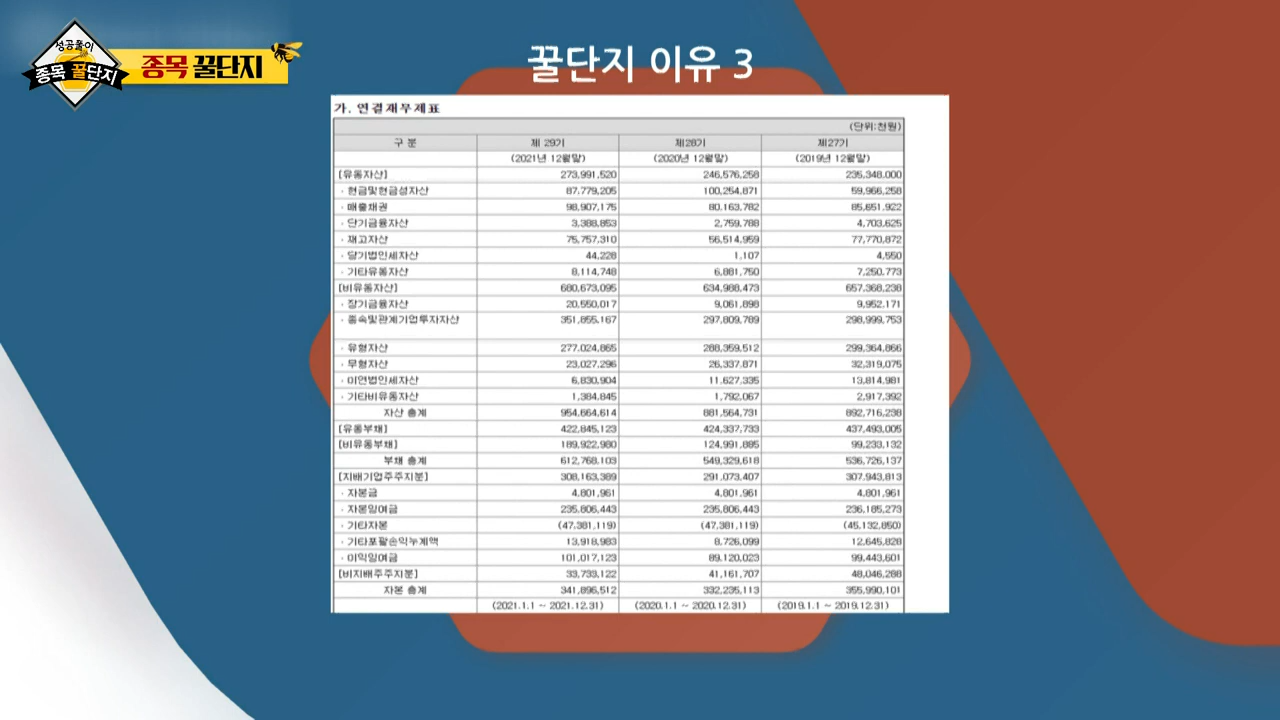 성공풀이
종목 꿀단지
종목 꿀단지
꿀단지 이유 3
가. 연결재무제표
(단위:천원)
구 분 제 29기 제28기 제27기
(2021년 12월말) (2020년 12월말) (2019년 12월말)
[유동자산] 273,991,520 246,576,258 235,348,000
· 현금및현금성자산 87,779,205 100,254,871 59,966,258
· 매출채권 98,907,175 80,163,782 85,651,922
· 단기금융자산 3,388,853 2,759,788 4,703,625
· 재고자산 75,757,310 56,514,959 77,770,872
· 당기법인세자산 44,228 1,107 4,550
· 기타유동자산 8,114,748 6,881,750 7,250,773
[비유동자산] 680,673,095 634,988,473 657,368,238
· 장기금융자산 20,550,017 9,061,898 9,952,171
· 종속및관계기업투자자산 351,855,167 297,809,789 298,999,753
· 유형자산 277,024,865 288,359,512 299,364,866
· 무형자산 23,027,296 26,337,871 32,319,075
· 이연법인세자산 6,830,904 11,627,335 13,814,981
· 기타비유동자산 1,384,845 1,792,067 2,917,392
자산 총계 954,664,614 881,564,731 892,716,238
[유동부채] 422,845,123 424,337,733 437,493,005
[비유동부채] 189,922,980 124,991,885 99,233,132
부채 총계 612,768,103 549,329,618 536,726,137
[지배기업주주지분] 308,163,389 291,073,407 307,943,813
· 자본금 4,801,961 4,801,961 4,801,961
· 자본잉여금 235,806,443 235,806,443 236,185,273
· 기타자본 (47,381,119) (47,381,119) (45,132,850)
· 기타포괄손익누계액 13,918,983 8,726,099 12,645,828
· 이익잉여금 101,017,123 89,120,023 99,443,601
[비지배주주지분] 33,733,122 41,161,707 48,046,288
자본 총계 341,896,512 332,235,113 355,990,101
(2021.1.1 ~ 2021.12.31) (2020.1.1 ~ 2020.12.31) (2019.1.1 ~ 2019.12.31)